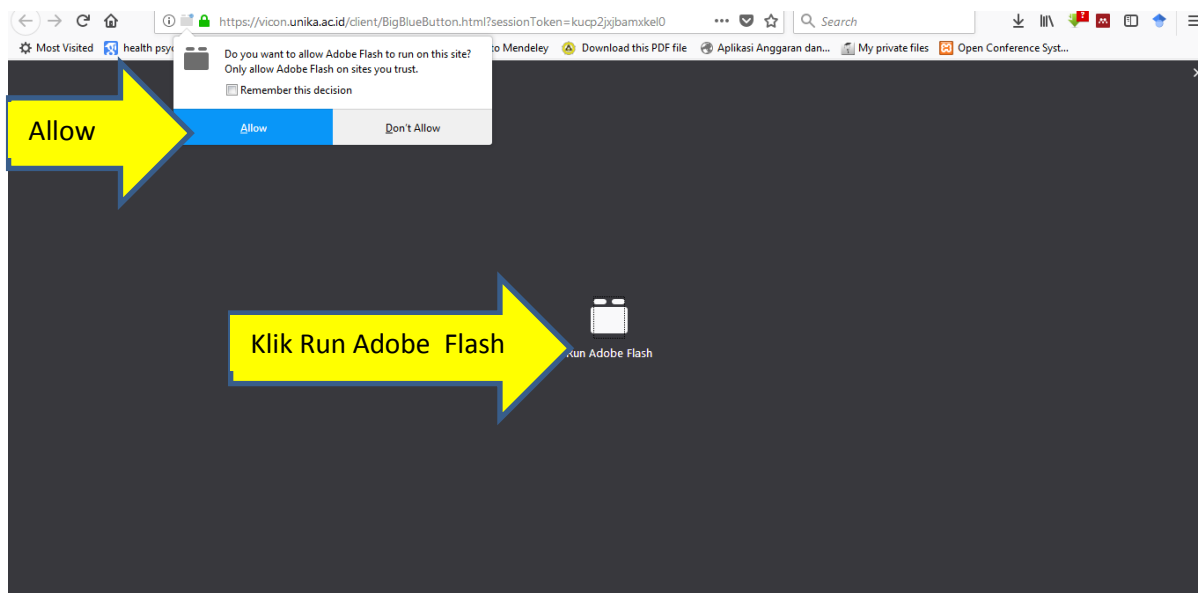 https://vicon.unika.ac.id/client/BigBlueButton.html?sessionToken=kucp2jxjbamxkel0
Search
Most Visited health psy to Mendeley Download this PDF file Aplikasi Anggaran dan... My private files Open Conference Syst...
Do you want to allow Adobe Flash to run on this site?
Only allow Adobe Flash on sites you trust.
Remember this decision
Allow Don't Allow
Allow
Klik Run Adobe Flash
Run Adobe Flash